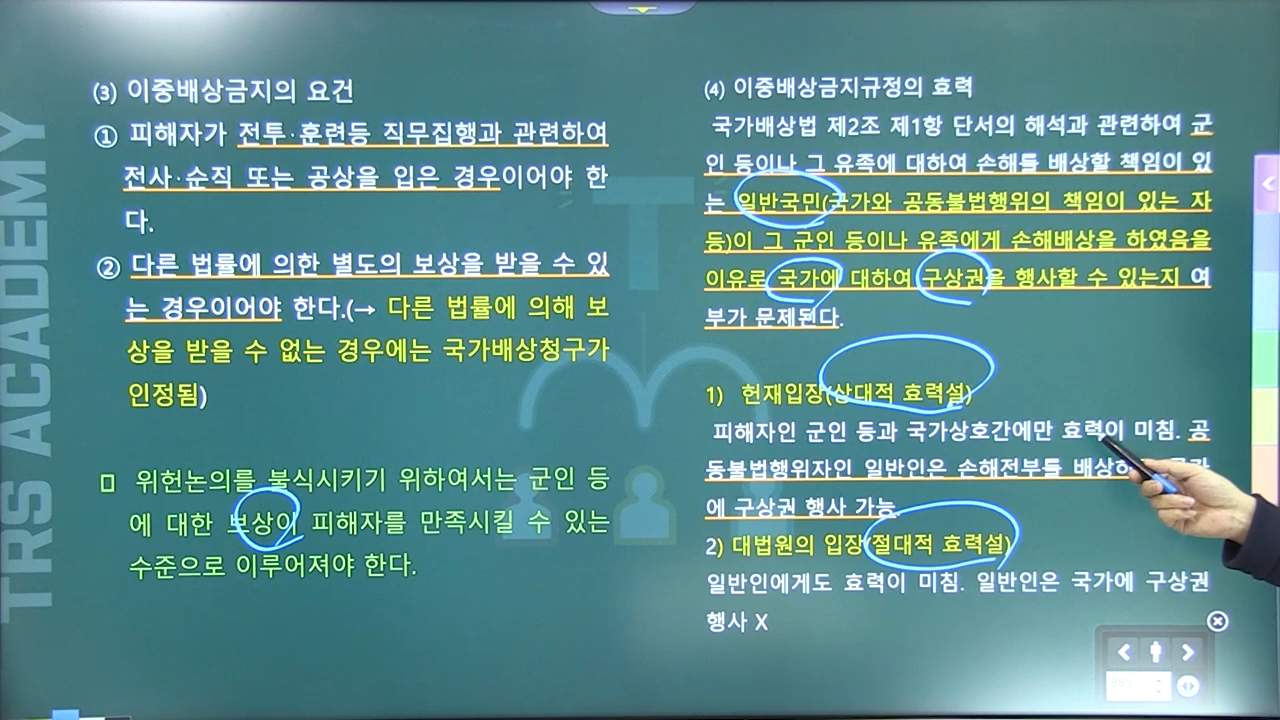 (3) 이중배상금지의 요건
① 피해자가 전투·훈련등 직무집행과 관련하여
전사·순직 또는 공상을 입은 경우이어야 한
다.
② 다른 법률에 의한 별도의 보상을 받을 수 있
는 경우이어야 한다.(→ 다른 법률에 의해 보
상을 받을 수 없는 경우에는 국가배상청구가
인정됨)
위헌논의를 불식시키기 위하여서는 군인 등
에 대한 보상이 피해자를 만족시킬 수 있는
수준으로 이루어져야 한다.
(4) 이중배상금지규정의 효력
국가배상법 제2조 제1항 단서의 해석과 관련하여 군
인 등이나 그 유족에 대하여 손해를 배상할 책임이 있
는 일반국민(국가와 공동불법행위의 책임이 있는 자
등)이 그 군인 등이나 유족에게 손해배상을 하였음을
이유로 국가에 대하여 구상권을 행사할 수 있는지 여
부가 문제된다.
1) 헌재입장(상대적 효력설)
피해자인 군인 등과 국가상호간에만 효력이 미침. 공
동불법행위자인 일반인은 손해전부를 배상하
에 구상권 행사 가능
2) 대법원의 입장(절대적 효력설)
일반인에게도 효력이 미침. 일반인은 국가에 구상권
행사 X
TRS ACADEMY